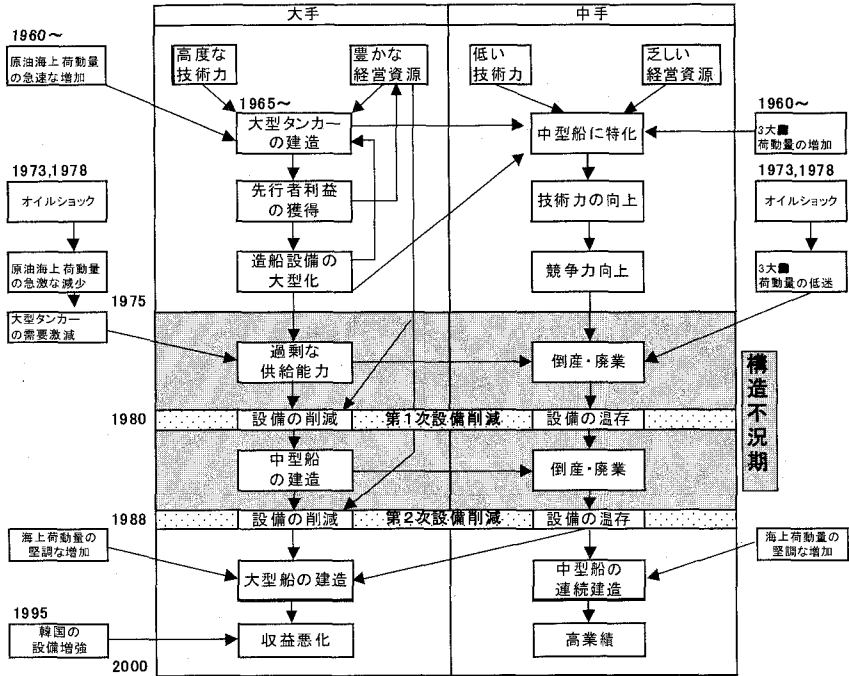 大手
中手
1960～
原油海上荷動量
の急速な増加
高度な
技術力
豊かな
経営資源
低い
技術力
乏しい
経営資源
1965～
大型タンカー
の建造
中型船に特化
1960～
3大
荷動量の増加
1973,1978
オイルショック
先行者利益
の獲得
技術力の向上
1973,1978
オイルショック
原油海上荷動量
の急激な減少
造船設備の
大型化
競争力向上
3大
荷動量の低迷
1975
大型タンカー
の需要激減
過剰な
供給能力
倒産・廃業
構造不況期
1980
設備の削減
第1次設備削減
設備の温存
中型船
の建造
倒産・廃業
1988
設備の削減
第2次設備削減
設備の温存
海上荷動量の
堅調な増加
大型船の建造
中型船の
連続建造
海上荷動量の
堅調な増加
1995
韓国の
設備増強
収益悪化
高業績
2000